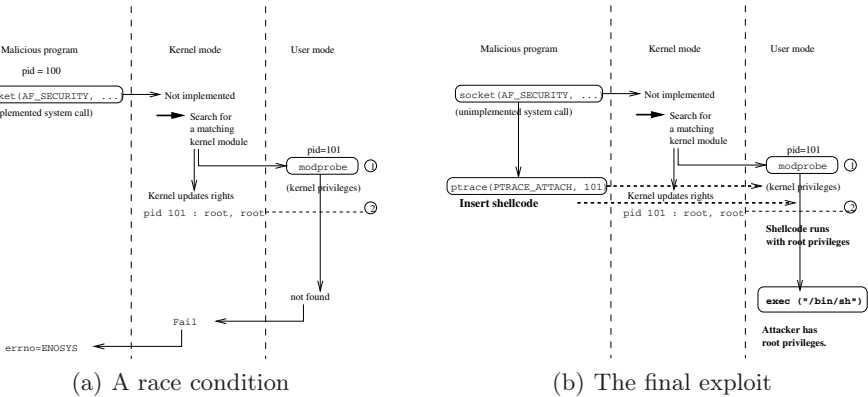 Malicious program
Kernel mode
User mode
pid = 100
ket(AF_SECURITY, ...)
Not implemented
plemented system call)
Search for
a matching
kernel module
pid=101
modprobe
1
(kernel privileges)
Kernel updates rights
pid 101 : root, root
2
not found
Fail
errno=ENOSYS
(a) A race condition
Malicious program
Kernel mode
User mode
socket(AF_SECURITY, ...
Not implemented
(unimplemented system call)
Search for
a matching
kernel module
pid=101
modprobe
1
ptrace(PTRACE_ATTACH, 101)
(kernel privileges)
Kernel updates rights
Insert shellcode
pid 101 : root, root
2
Shellcode runs
with root privileges
exec ("/bin/sh")
Attacker has
root privileges.
(b) The final exploit